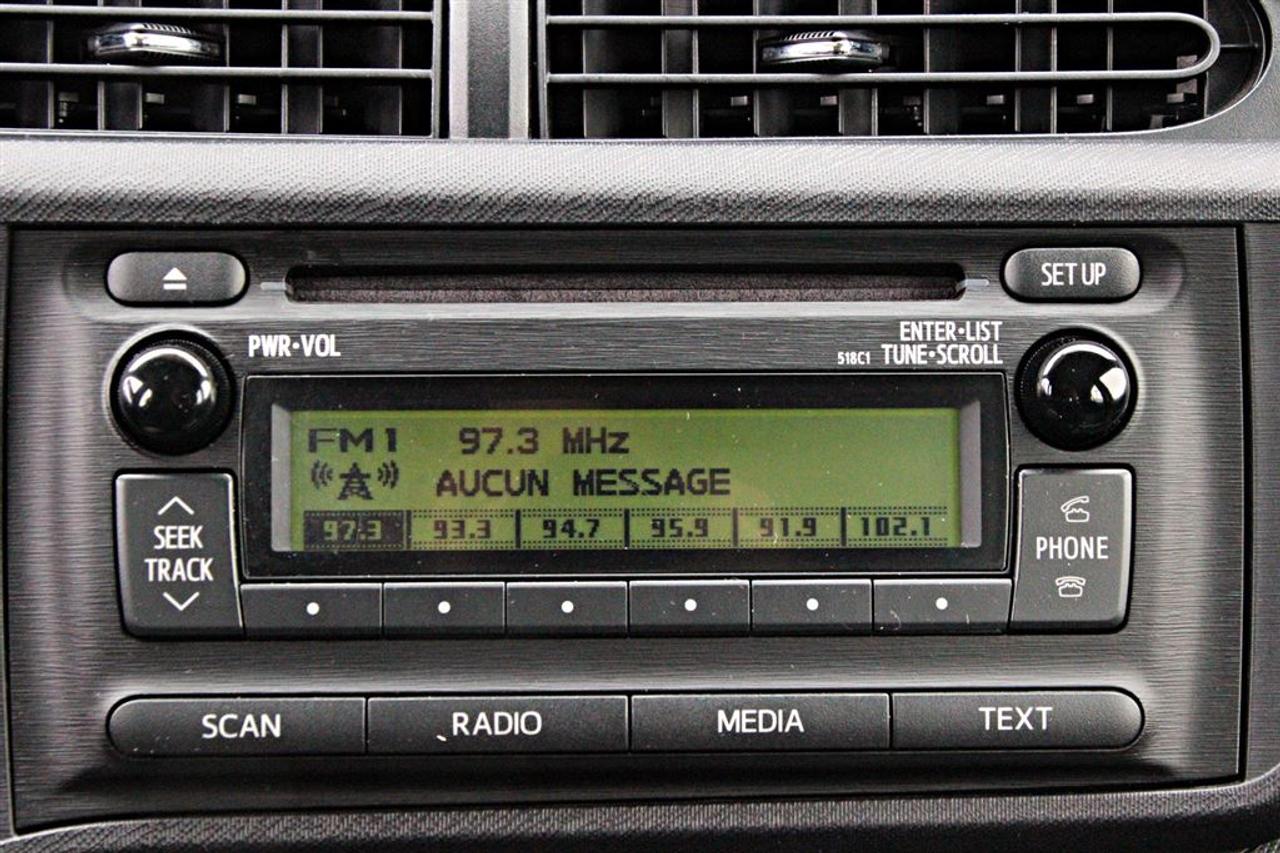 SET UP
PWR•VOL
ENTER•LIST
518C1 TUNE•SCROLL
FM1 97.3 MHz
AUCUN MESSAGE
97.3 93.3 94.7 95.9 91.9 102.1
SEEK
TRACK
PHONE
SCAN RADIO MEDIA TEXT